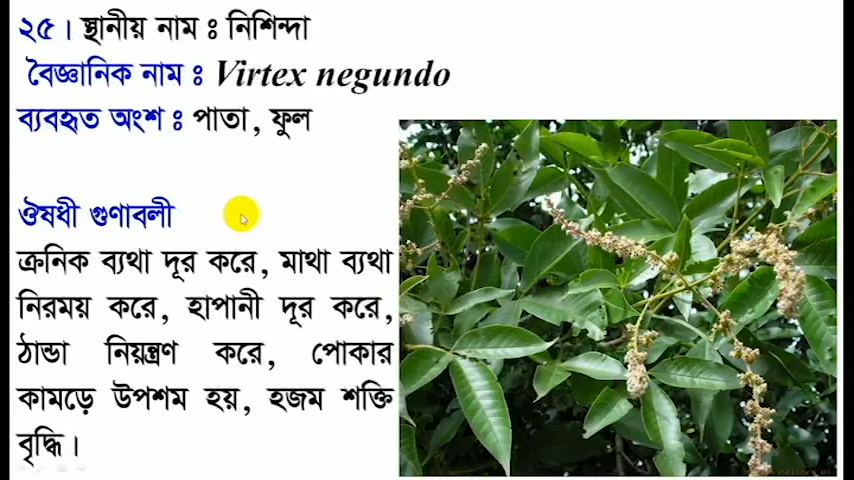 ২৫। স্থানীয় নাম ঃ নিশিন্দা
বৈজ্ঞানিক নাম ঃ Virtex negundo
ব্যবহৃত অংশ ঃ পাতা, ফুল
ঔষধী গুণাবলী
ক্রনিক ব্যথা দূর করে, মাথা ব্যথা
নিরময় করে, হাপানী দূর করে,
ঠান্ডা নিয়ন্ত্রণ করে, পোকার
কামড়ে উপশম হয়, হজম শক্তি
বৃদ্ধি।